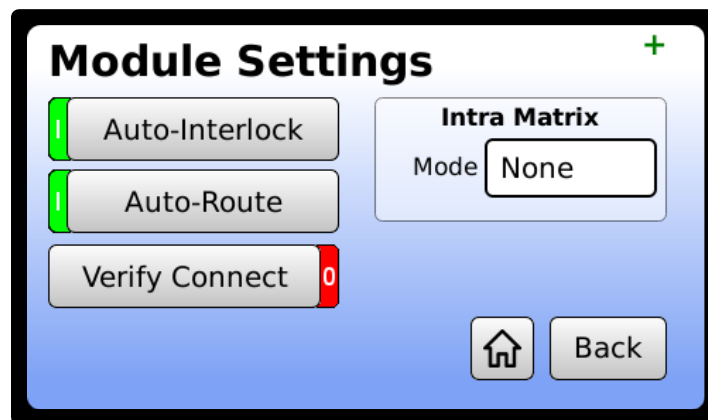 Module Settings
+
I Auto-Interlock
I Auto-Route
Verify Connect 0
Intra Matrix
Mode None
Back